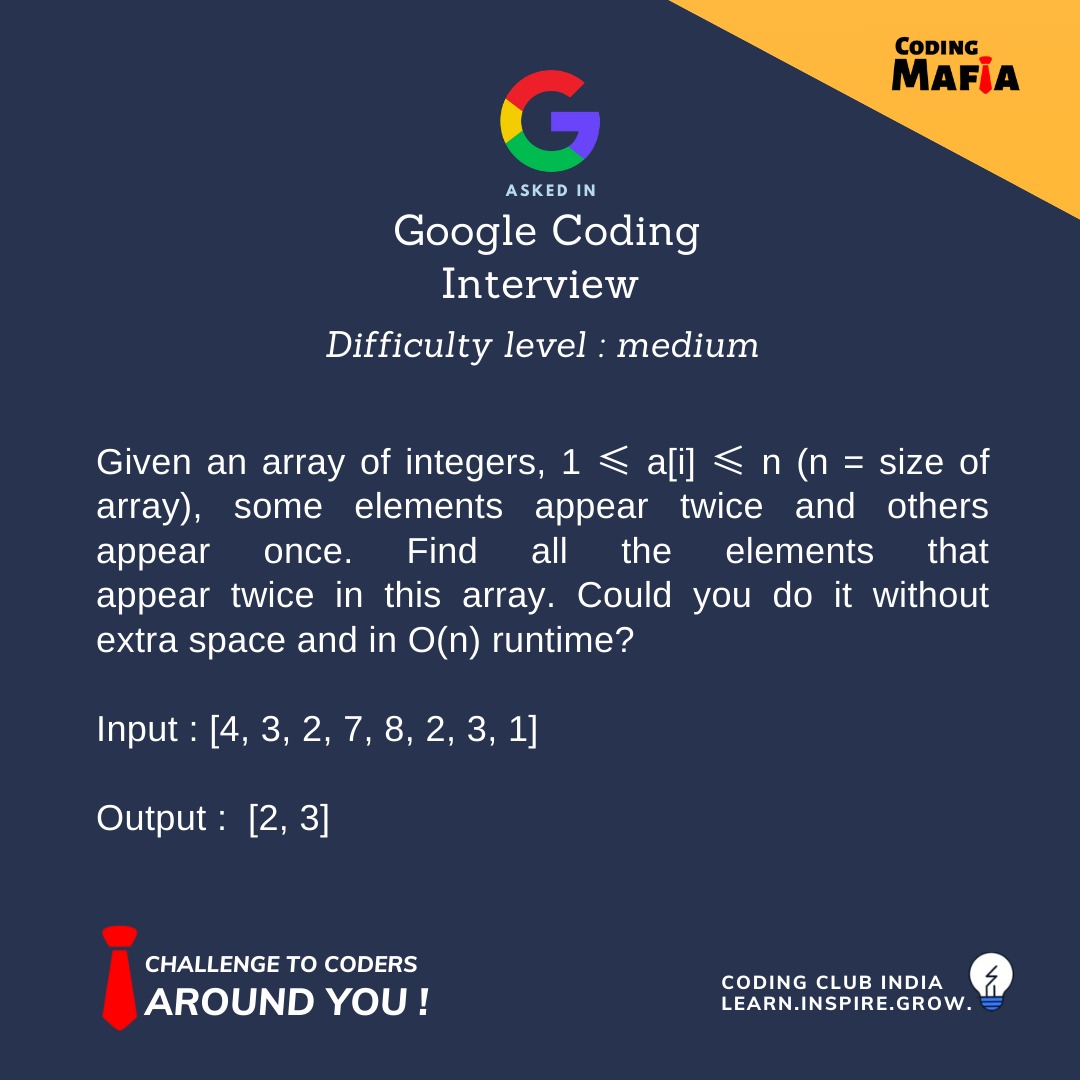 CODING
MAFIA
ASKED IN
Google Coding
Interview
Difficulty level : medium
Given an array of integers, 1 ⩽ a[i] ⩽ n (n = size of
array), some elements appear twice and others
appear once. Find all the elements that
appear twice in this array. Could you do it without
extra space and in O(n) runtime?
Input : [4, 3, 2, 7, 8, 2, 3, 1]
Output :  [2, 3]
CHALLENGE TO CODERS
AROUND YOU !
CODING CLUB INDIA
LEARN.INSPIRE.GROW.